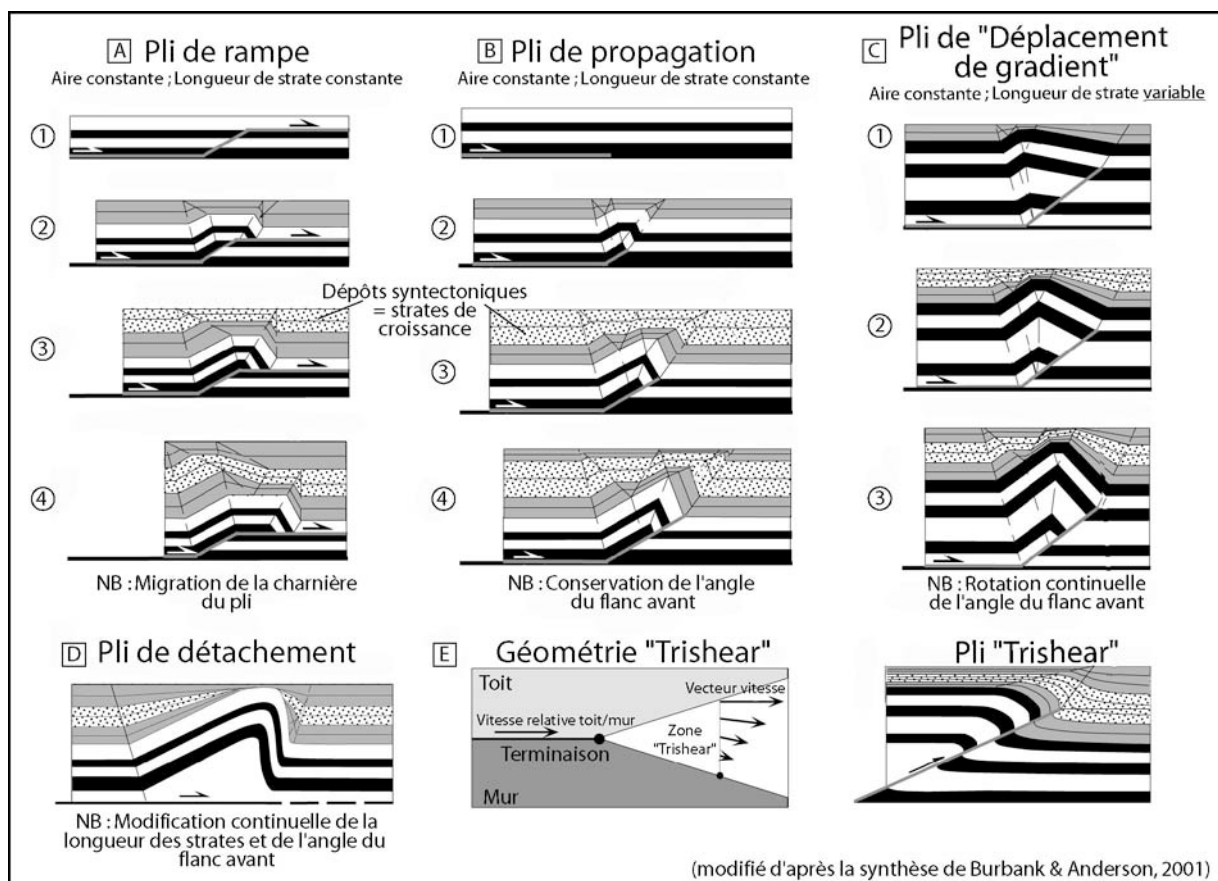 A Pli de rampe
Aire constante ; Longueur de strate constante
1
2
3
4
NB : Migration de la charnière
du pli
B Pli de propagation
Aire constante ; Longueur de strate constante
1
2
Dépôts syntectoniques
= strates de
croissance
3
4
NB : Conservation de l'angle
du flanc avant
C Pli de "Déplacement
de gradient"
Aire constante ; Longueur de strate variable
1
2
3
NB : Rotation continuelle
de l'angle du flanc avant
D Pli de détachement
NB : Modification continuelle de la
longueur des strates et de l'angle du
flanc avant
E Géométrie "Trishear"
Toit
Vecteur vitesse
Vitesse relative toit/mur
Zone
"Trishear"
Terminaison
Mur
Pli "Trishear"
(modifié d'après la synthèse de Burbank & Anderson, 2001)